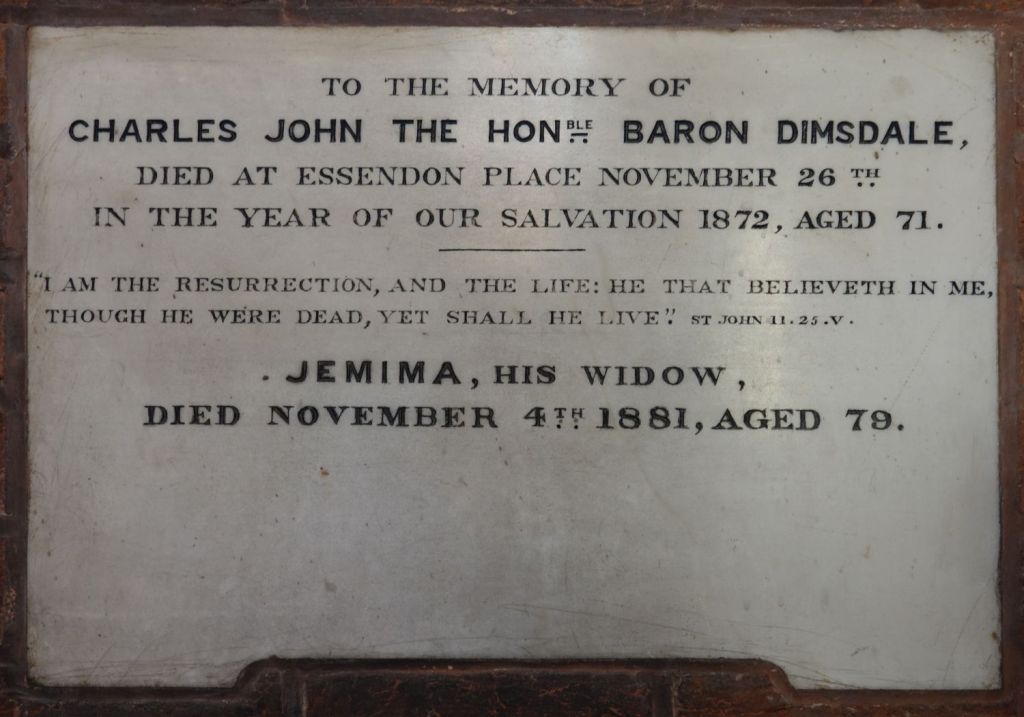 TO THE MEMORY OF
CHARLES JOHN THE HONBLE BARON DIMSDALE,
DIED AT ESSENDON PLACE NOVEMBER 26TH
IN THE YEAR OF OUR SALVATION 1872, AGED 71.
"I AM THE RESURRECTION, AND THE LIFE: HE THAT BELIEVETH IN ME,
THOUGH HE WERE DEAD, YET SHALL HE LIVE". ST JOHN 11. 25. V.
JEMIMA, HIS WIDOW,
DIED NOVEMBER 4TH 1881, AGED 79.